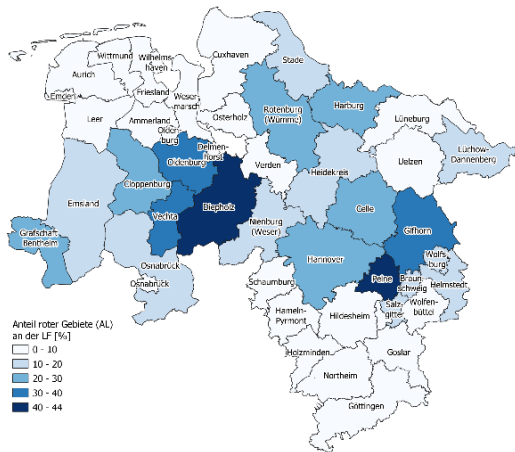 Cuxhaven
Stade
Wittmund
Wilhelms-
haven
Aurich
Friesland
Weser-
marsch
Emden
Leer
Ammerland
Osterholz
Rotenburg
(Wümme)
Harburg
Lüneburg
Lüchow-
Dannenberg
Olden-
burg
Delmen-
horst
Oldenburg
Verden
Heidekreis
Uelzen
Cloppenburg
Emsland
Vechta
Diepholz
Nienburg
(Weser)
Celle
Gifhorn
Grafschaft
Bentheim
Osnabrück
Osnabrück
Hannover
Wolfs-
burg
Peine
Braun-
schweig
Helmstedt
Schaumburg
Salz-
gitter
Wolfen-
büttel
Hameln-
Pyrmont
Hildesheim
Holzminden
Goslar
Northeim
Göttingen
Anteil roter Gebiete (AL)
an der LF [%]
0 - 10
10 - 20
20 - 30
30 - 40
40 - 44